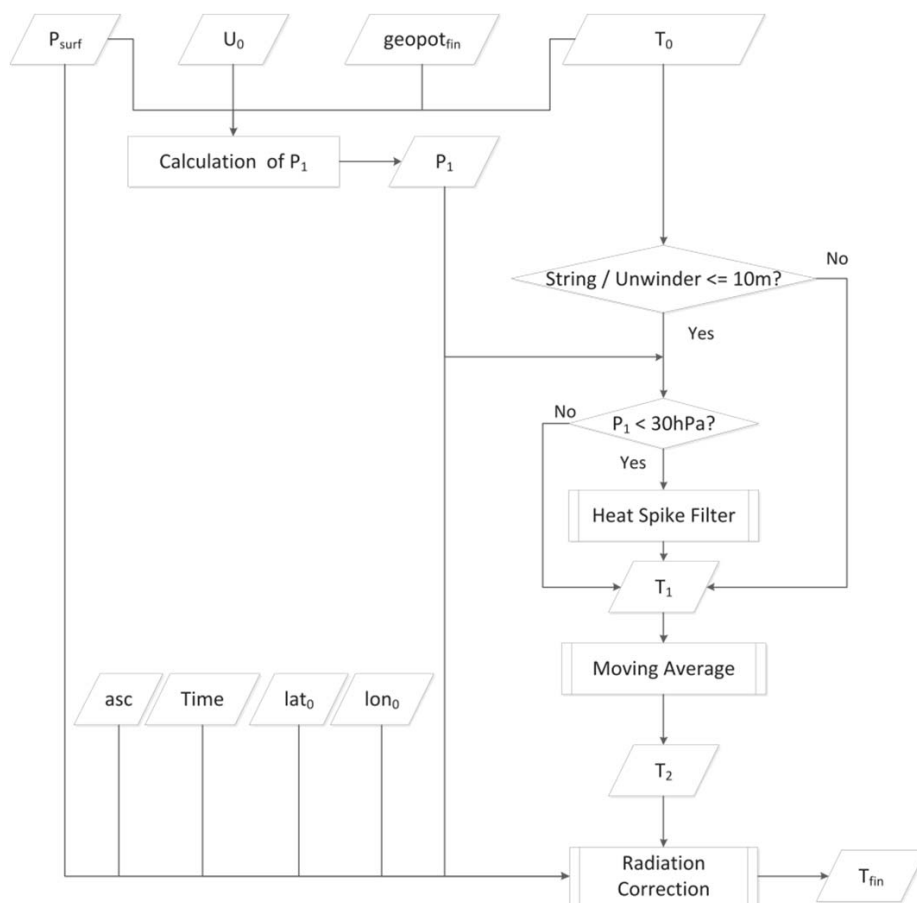 P_surf
U_0
geopot_fin
T_0
Calculation of P_1
P_1
No
String / Unwinder <= 10m?
Yes
No
P_1 < 30hPa?
Yes
Heat Spike Filter
T_1
Moving Average
asc
Time
lat_0
lon_0
T_2
Radiation
Correction
T_fin